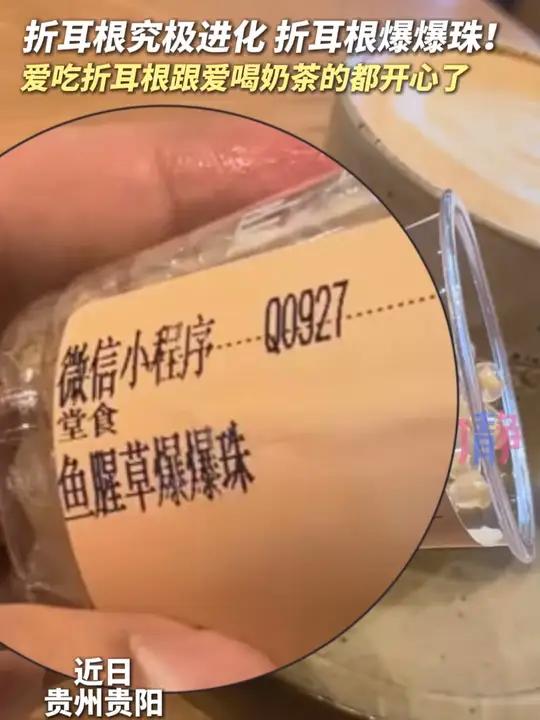 折耳根究极进化 折耳根爆爆珠!
爱吃折耳根跟爱喝奶茶的都开心了
微信小程序 Q0927
堂食
鱼腥草爆爆珠
近日
贵州贵阳